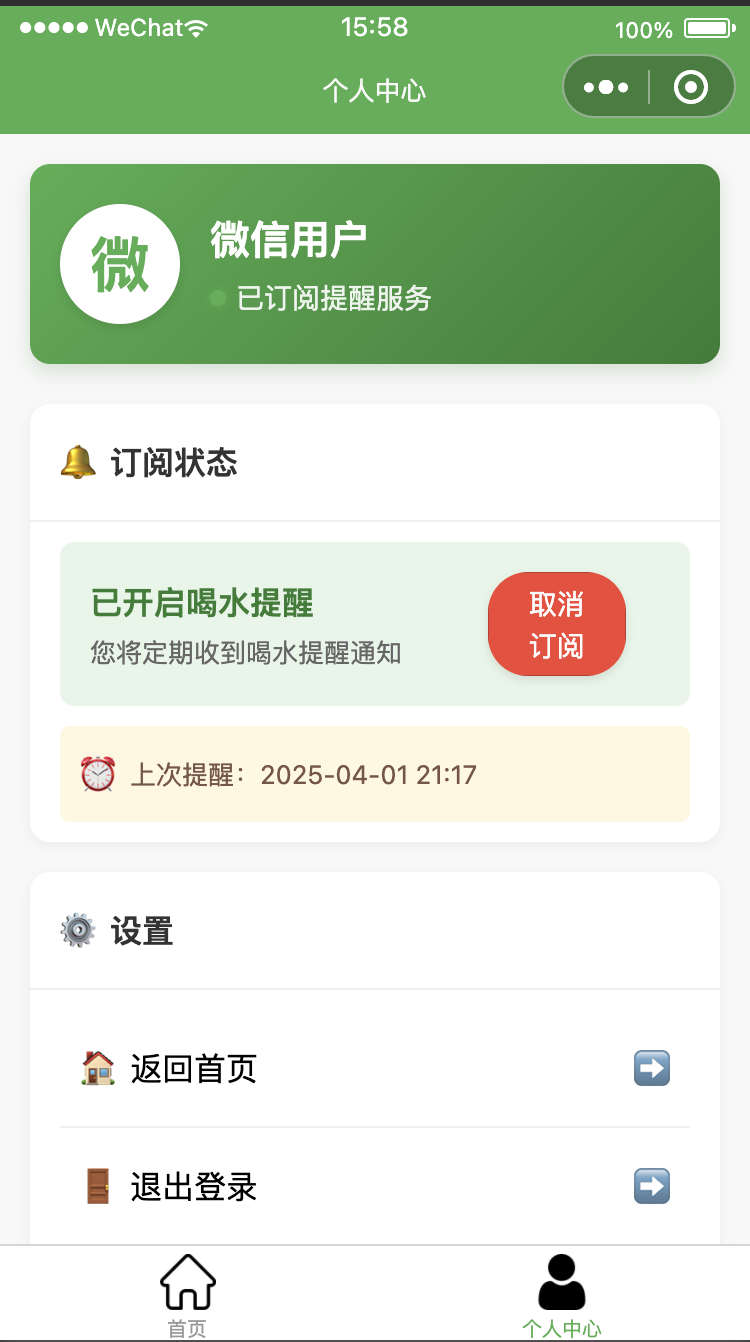 WeChat 15:58 100%
个人中心
微 微信用户
已订阅提醒服务
🔔 订阅状态
已开启喝水提醒
您将定期收到喝水提醒通知
取消
订阅
⏰ 上次提醒：2025-04-01 21:17
⚙️ 设置
🏠 返回首页 ➡️
🚪 退出登录 ➡️
首页 个人中心